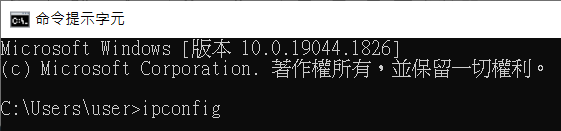 命令提示字元
Microsoft Windows [版本 10.0.19044.1826]
(c) Microsoft Corporation. 著作權所有，並保留一切權利。
C:\Users\user>ipconfig